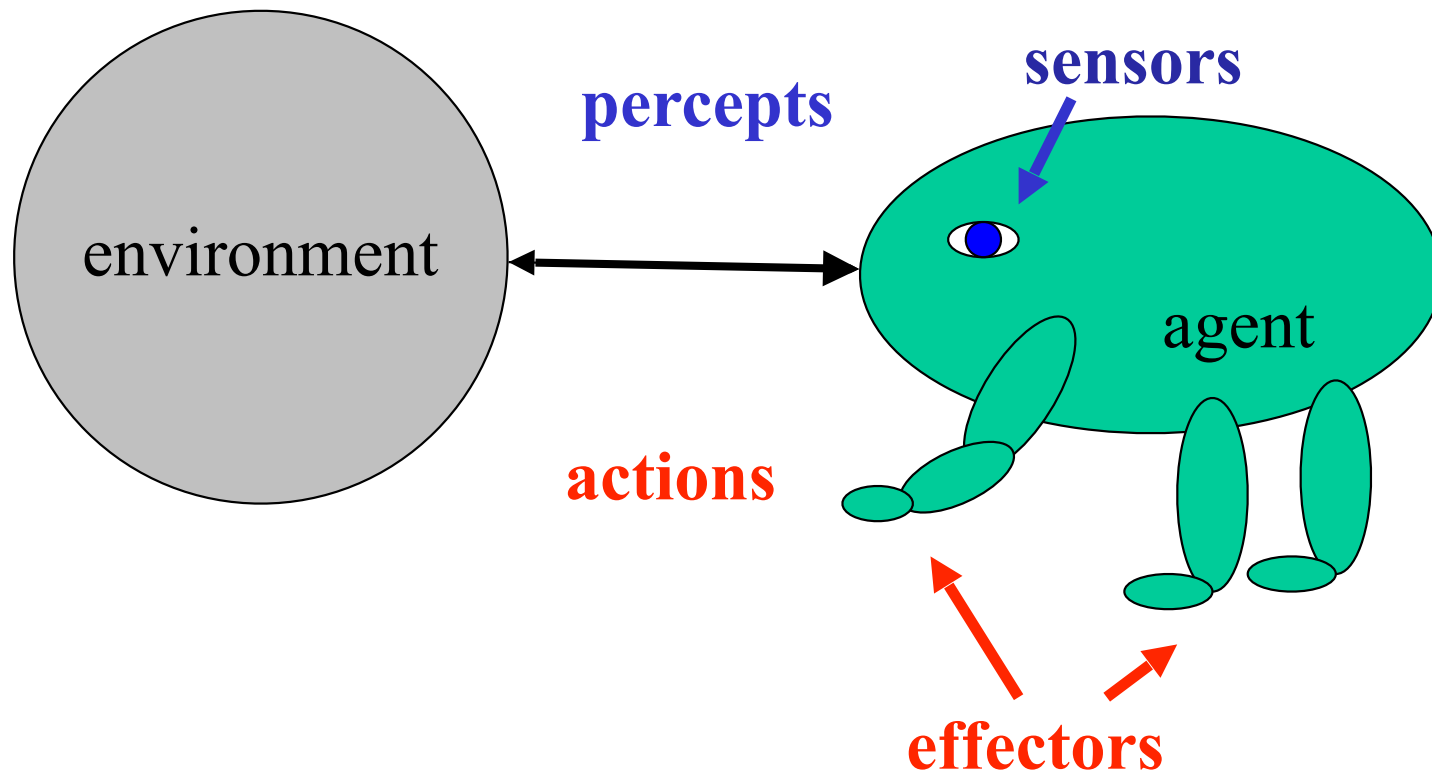 sensors
percepts
environment
agent
actions
effectors